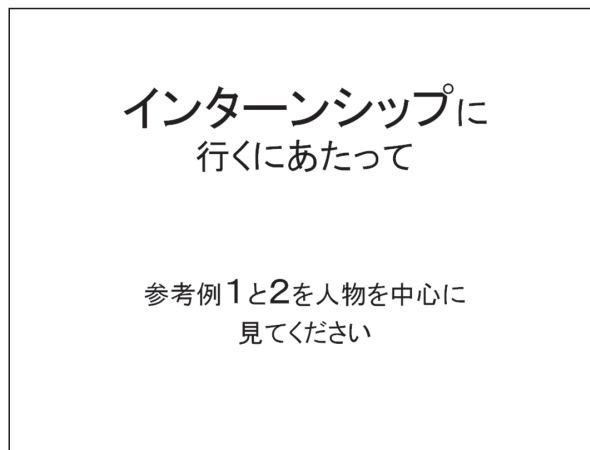 インターンシップに
行くにあたって
参考例1と2を人物を中心に
見てください